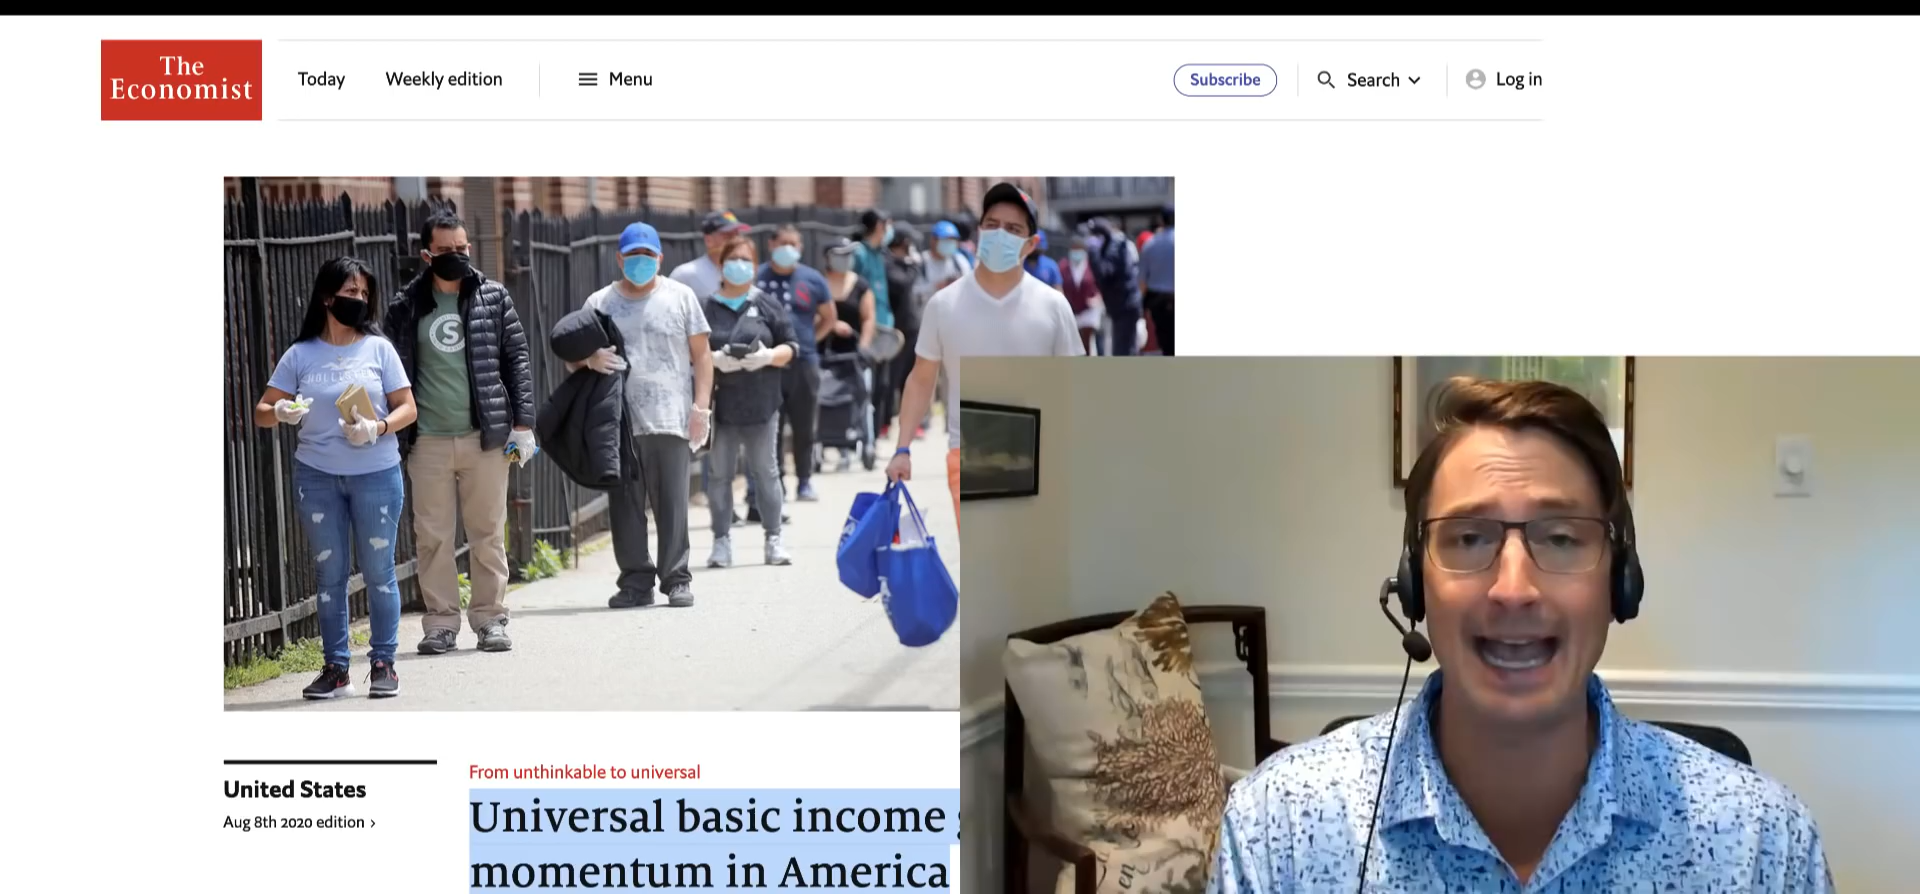 The
Economist
Today
Weekly edition
Menu
Subscribe
Search
Log in
S
From unthinkable to universal
United States
Aug 8th 2020 edition >
Universal basic income
momentum in America
en